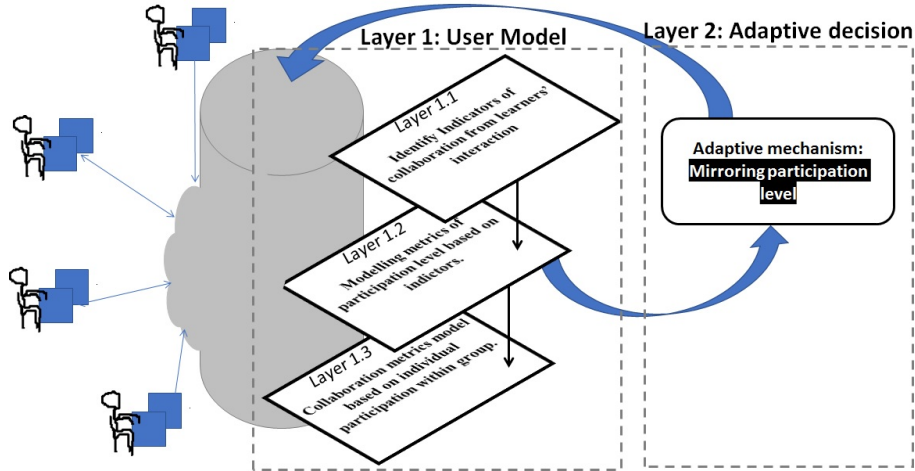 Layer 1: User Model
Layer 2: Adaptive decision
Layer 1.1
Identify Indicators of
collaboration from learners'
interaction
Layer 1.2
Modelling metrics of
participation level based on
indictors.
Layer 1.3
Collaboration metrics model
based on individual
participation within group.
Adaptive mechanism:
Mirroring participation
level